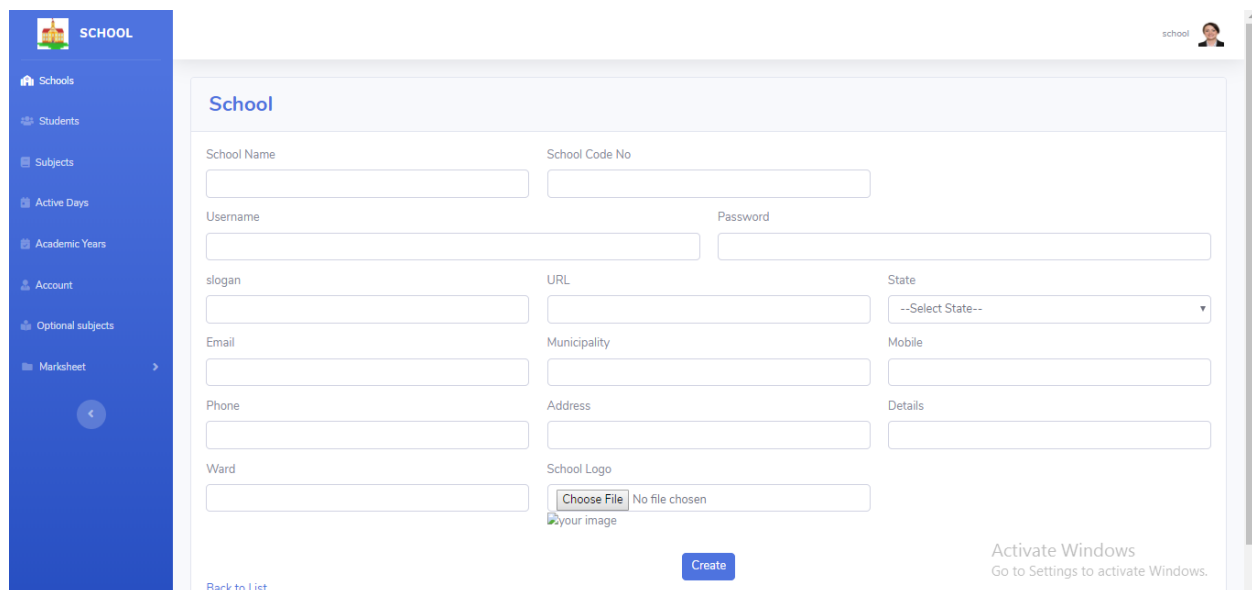 SCHOOL
school
Schools
Students
Subjects
Active Days
Academic Years
Account
Optional subjects
Marksheet
School
School Name School Code No
Username Password
slogan URL State
--Select State--
Email Municipality Mobile
Phone Address Details
Ward School Logo
Choose File No file chosen
your image
Create
Back to List
Activate Windows
Go to Settings to activate Windows.